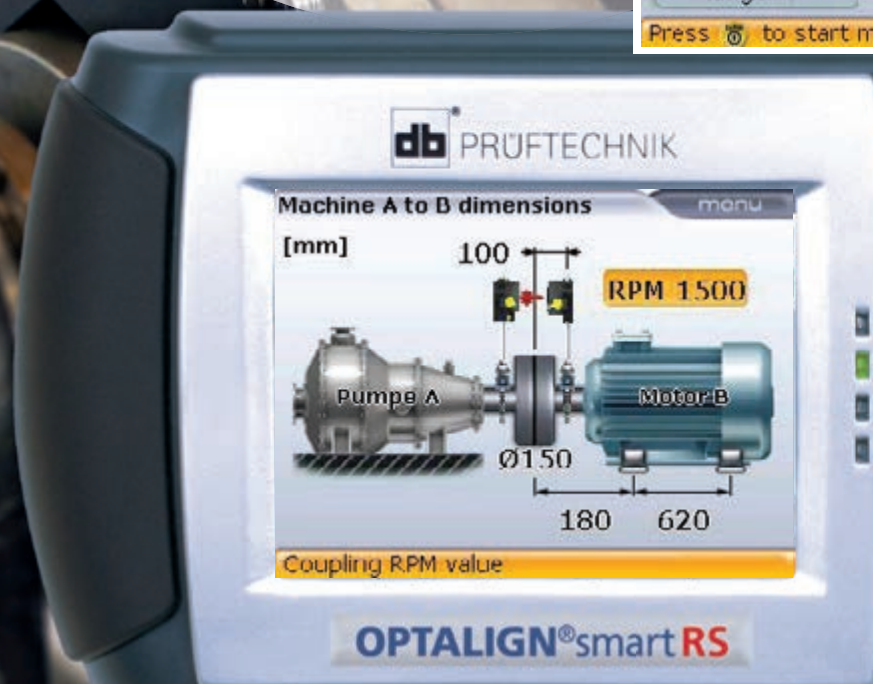 Press to start m
db® PRÜFTECHNIK
Machine A to B dimensions
menu
[mm]
100
RPM 1500
Pumpe A
Motor B
Ø150
180
620
Coupling RPM value
OPTALIGN®smart RS